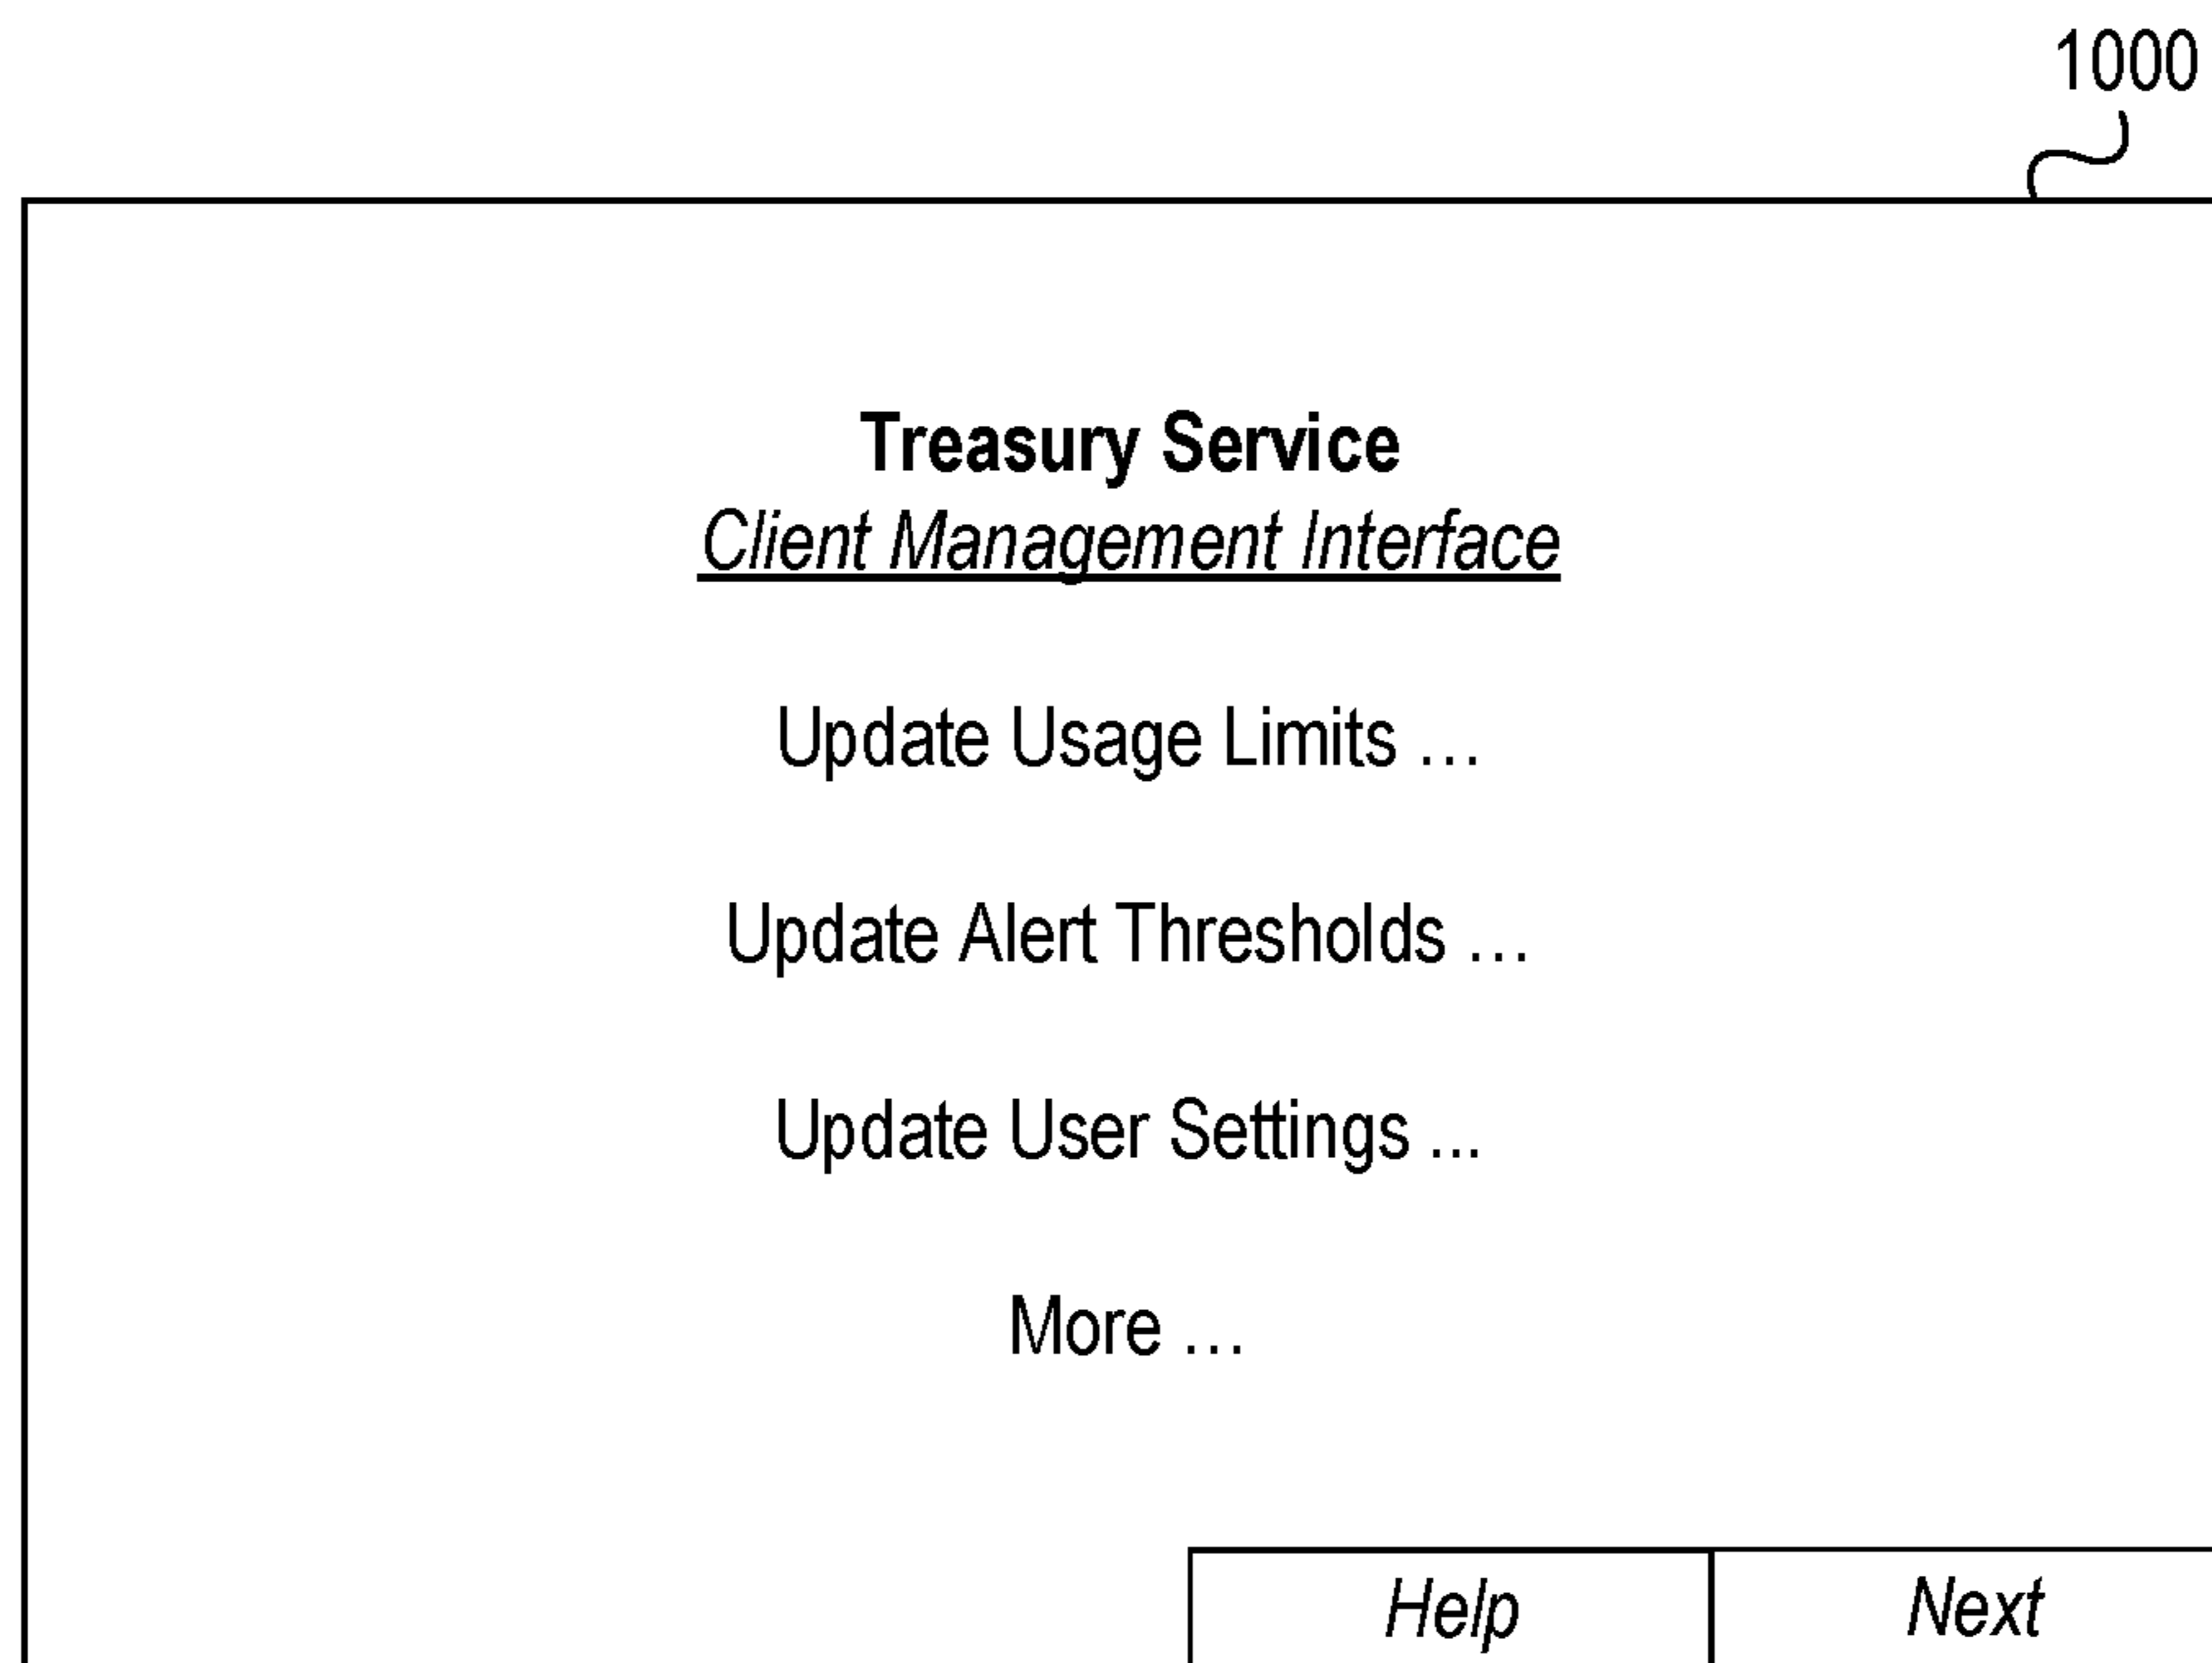 1000
Treasury Service
Client Management Interface
Update Usage Limits …
Update Alert Thresholds …
Update User Settings ...
More …
Help Next